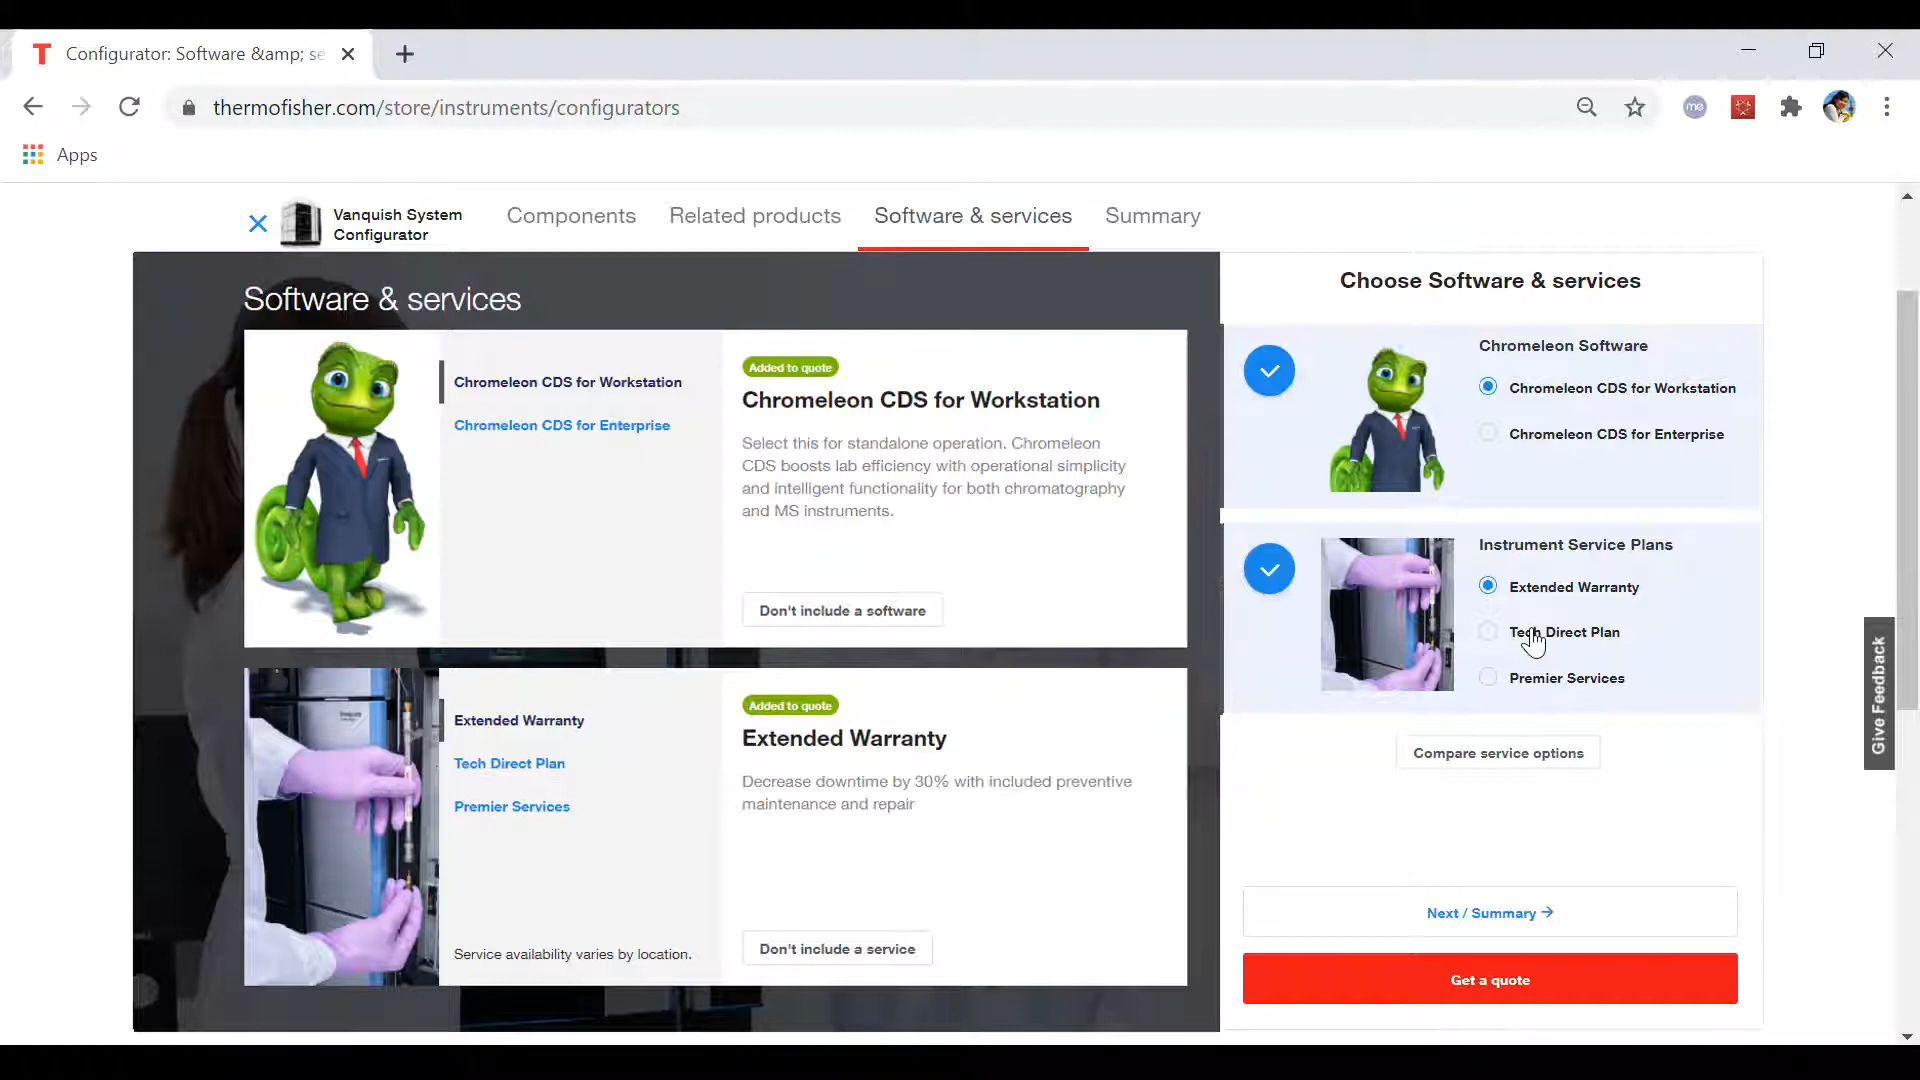 Configurator: Software &amp; se
thermofisher.com/store/instruments/configurators
me
Apps
Vanquish System
Configurator
Components
Related products
Software & services
Summary
Software & services
Chromeleon CDS for Workstation
Chromeleon CDS for Enterprise
Added to quote
Chromeleon CDS for Workstation
Select this for standalone operation. Chromeleon
CDS boosts lab efficiency with operational simplicity
and intelligent functionality for both chromatography
and MS instruments.
Don't include a software
Extended Warranty
Tech Direct Plan
Premier Services
Service availability varies by location.
Added to quote
Extended Warranty
Decrease downtime by 30% with included preventive
maintenance and repair
Don't include a service
Choose Software & services
Chromeleon Software
Chromeleon CDS for Workstation
Chromeleon CDS for Enterprise
Instrument Service Plans
Extended Warranty
Tech Direct Plan
Premier Services
Compare service options
Next / Summary
Get a quote
Give Feedback